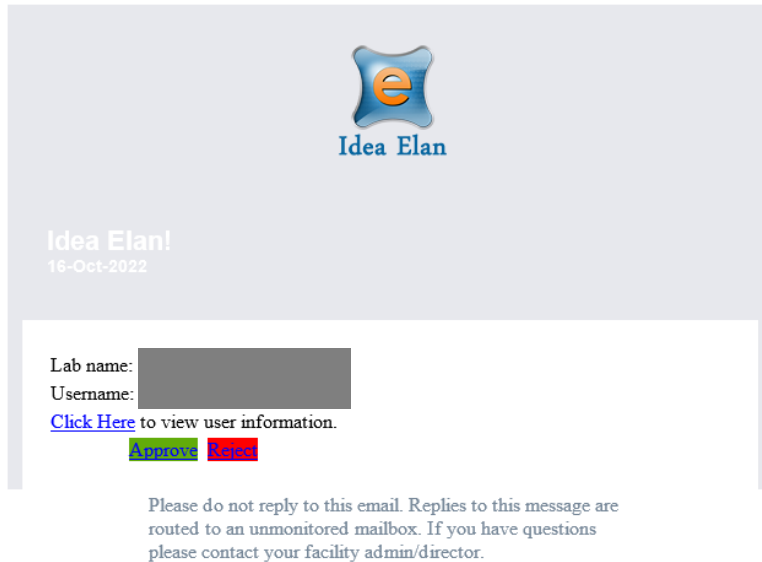 e
Idea Elan
Idea Elan!
16-Oct-2022
Lab name:
Username:
Click Here to view user information.
Approve Reject
Please do not reply to this email. Replies to this message are
routed to an unmonitored mailbox. If you have questions
please contact your facility admin/director.